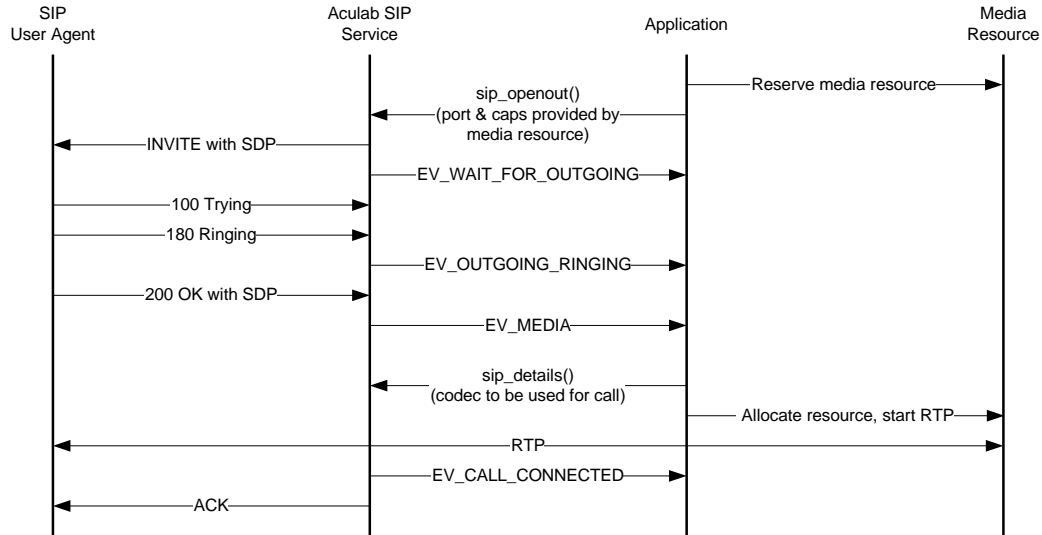 SIP
User Agent
Aculab SIP
Service
Application
Media
Resource
Reserve media resource
sip_openout()
(port & caps provided by
media resource)
INVITE with SDP
EV_WAIT_FOR_OUTGOING
100 Trying
180 Ringing
EV_OUTGOING_RINGING
200 OK with SDP
EV_MEDIA
sip_details()
(codec to be used for call)
Allocate resource, start RTP
RTP
EV_CALL_CONNECTED
ACK